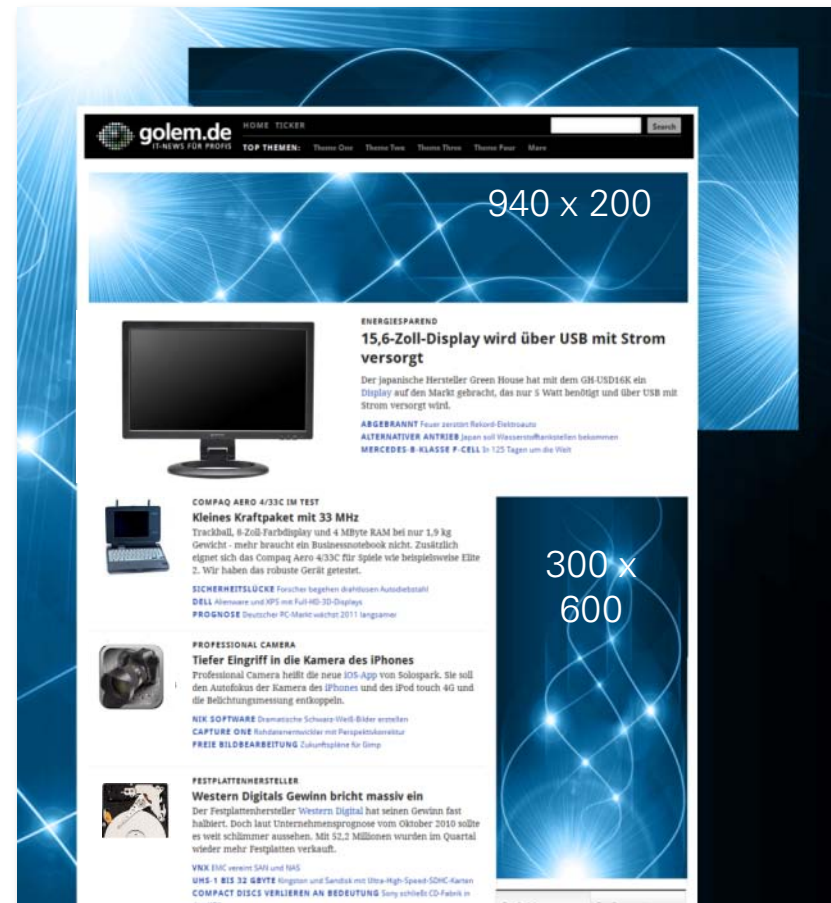 golem.de
IT-NEWS FÜR PROFIS
HOME TICKER
Search
TOP THEMEN: Theme One Theme Two Theme Three Theme Four More
940 x 200
ENERGIESPAREND
15,6-Zoll-Display wird über USB mit Strom
versorgt
Der japanische Hersteller Green House hat mit dem GH-USD16K ein
Display auf den Markt gebracht, das nur 5 Watt benötigt und über USB mit
Strom versorgt wird.
ABGEBRANNT Feuer zerstört Rekord-Elektroauto
ALTERNATIVER ANTRIEB Japan soll Wasserstofftankstellen bekommen
MERCEDES-B-KLASSE F-CELL In 125 Tagen um die Welt
COMPAQ AERO 4/33C IM TEST
Kleines Kraftpaket mit 33 MHz
Trackball, 8-Zoll-Farbdisplay und 4 MByte RAM bei nur 1,9 kg
Gewicht - mehr braucht ein Businessnotebook nicht. Zusätzlich
eignet sich das Compaq Aero 4/33C für Spiele wie beispielsweise Elite
2. Wir haben das robuste Gerät getestet.
SICHERHEITSLÜCKE Forscher begehen drahtlosen Autodiebstahl
DELL Alienware und XPS mit Full-HD-3D-Displays
PROGNOSE Deutscher PC-Markt wächst 2011 langsamer
300 x
600
PROFESSIONAL CAMERA
Tiefer Eingriff in die Kamera des iPhones
Professional Camera heißt die neue iOS-App von Solospark. Sie soll
den Autofokus der Kamera des iPhones und des iPod touch 4G und
die Belichtungsmessung entkoppeln.
NIK SOFTWARE Dramatische Schwarz-Weiß-Bilder erstellen
CAPTURE ONE Rohdatenentwickler mit Perspektivkorrektur
FREIE BILDBEARBEITUNG Zukunftspläne für Gimp
FESTPLATTENHERSTELLER
Western Digitals Gewinn bricht massiv ein
Der Festplattenhersteller Western Digital hat seinen Gewinn fast
halbiert. Doch laut Unternehmensprognose vom Oktober 2010 sollte
es weit schlimmer aussehen. Mit 52,2 Millionen wurden im Quartal
wieder mehr Festplatten verkauft.
VNX EMC vereint SAN und NAS
UHS-1 BIS 32 GBYTE Kingston und Sandisk mit Ultra-High-Speed-SDHC-Karten
COMPACT DISCS VERLIEREN AN BEDEUTUNG Sony schließt CD-Fabrik in